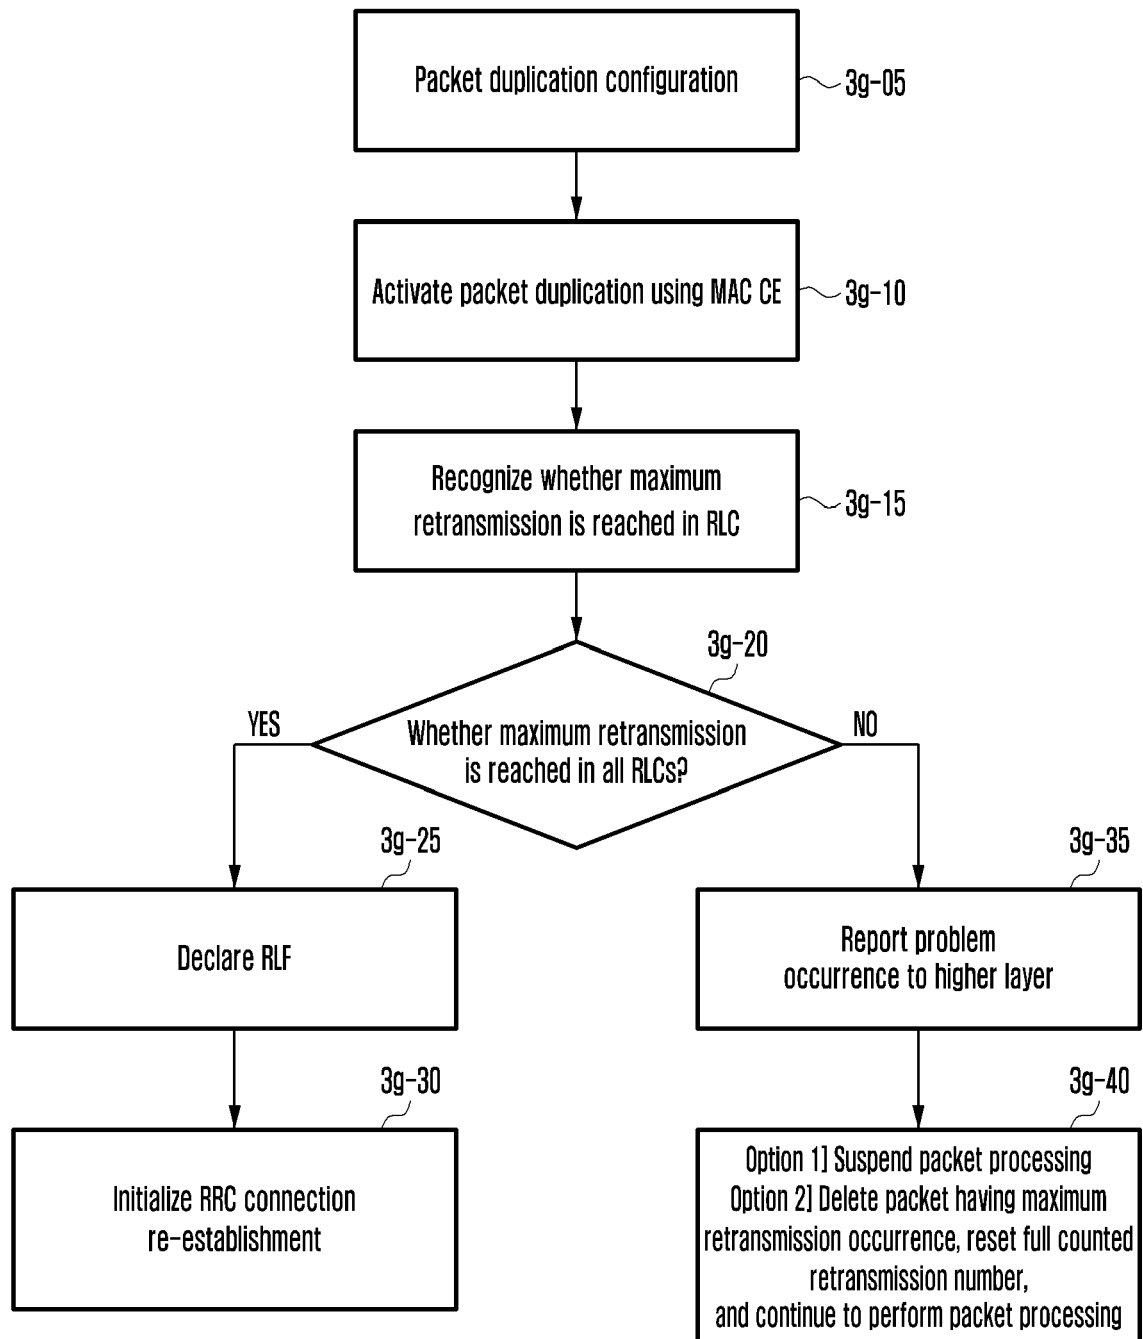 Packet duplication configuration
3g-05
Activate packet duplication using MAC CE
3g-10
Recognize whether maximum
retransmission is reached in RLC
3g-15
3g-20
YES
NO
Whether maximum retransmission
is reached in all RLCs?
3g-25
3g-35
Declare RLF
Report problem
occurrence to higher layer
3g-30
3g-40
Initialize RRC connection
re-establishment
Option 1] Suspend packet processing
Option 2] Delete packet having maximum
retransmission occurrence, reset full counted
retransmission number,
and continue to perform packet processing